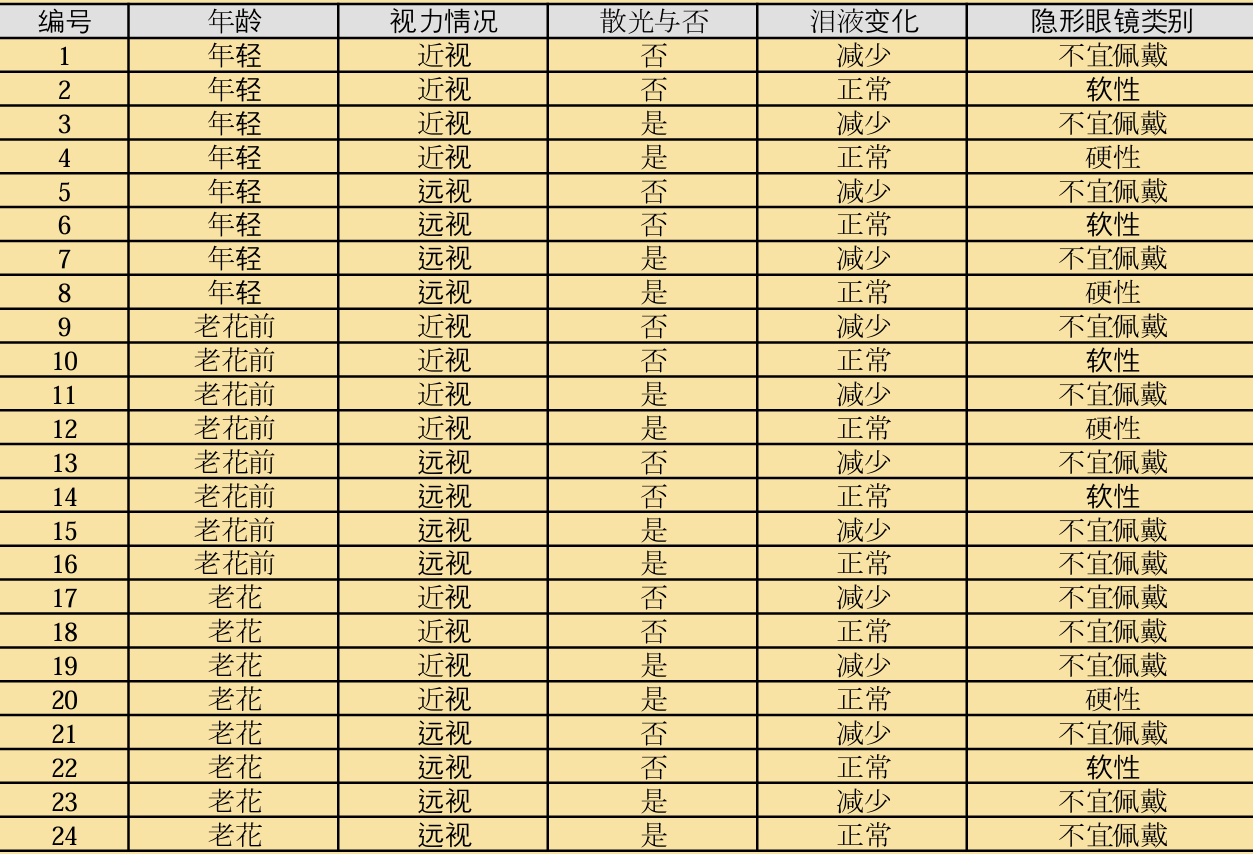 编号 年龄 视力情况 散光与否 泪液变化 隐形眼镜类别
1 年轻 近视 否 减少 不宜佩戴
2 年轻 近视 否 正常 软性
3 年轻 近视 是 减少 不宜佩戴
4 年轻 近视 是 正常 硬性
5 年轻 远视 否 减少 不宜佩戴
6 年轻 远视 否 正常 软性
7 年轻 远视 是 减少 不宜佩戴
8 年轻 远视 是 正常 硬性
9 老花前 近视 否 减少 不宜佩戴
10 老花前 近视 否 正常 软性
11 老花前 近视 是 减少 不宜佩戴
12 老花前 近视 是 正常 硬性
13 老花前 远视 否 减少 不宜佩戴
14 老花前 远视 否 正常 软性
15 老花前 远视 是 减少 不宜佩戴
16 老花前 远视 是 正常 不宜佩戴
17 老花 近视 否 减少 不宜佩戴
18 老花 近视 否 正常 不宜佩戴
19 老花 近视 是 减少 不宜佩戴
20 老花 近视 是 正常 硬性
21 老花 远视 否 减少 不宜佩戴
22 老花 远视 否 正常 软性
23 老花 远视 是 减少 不宜佩戴
24 老花 远视 是 正常 不宜佩戴